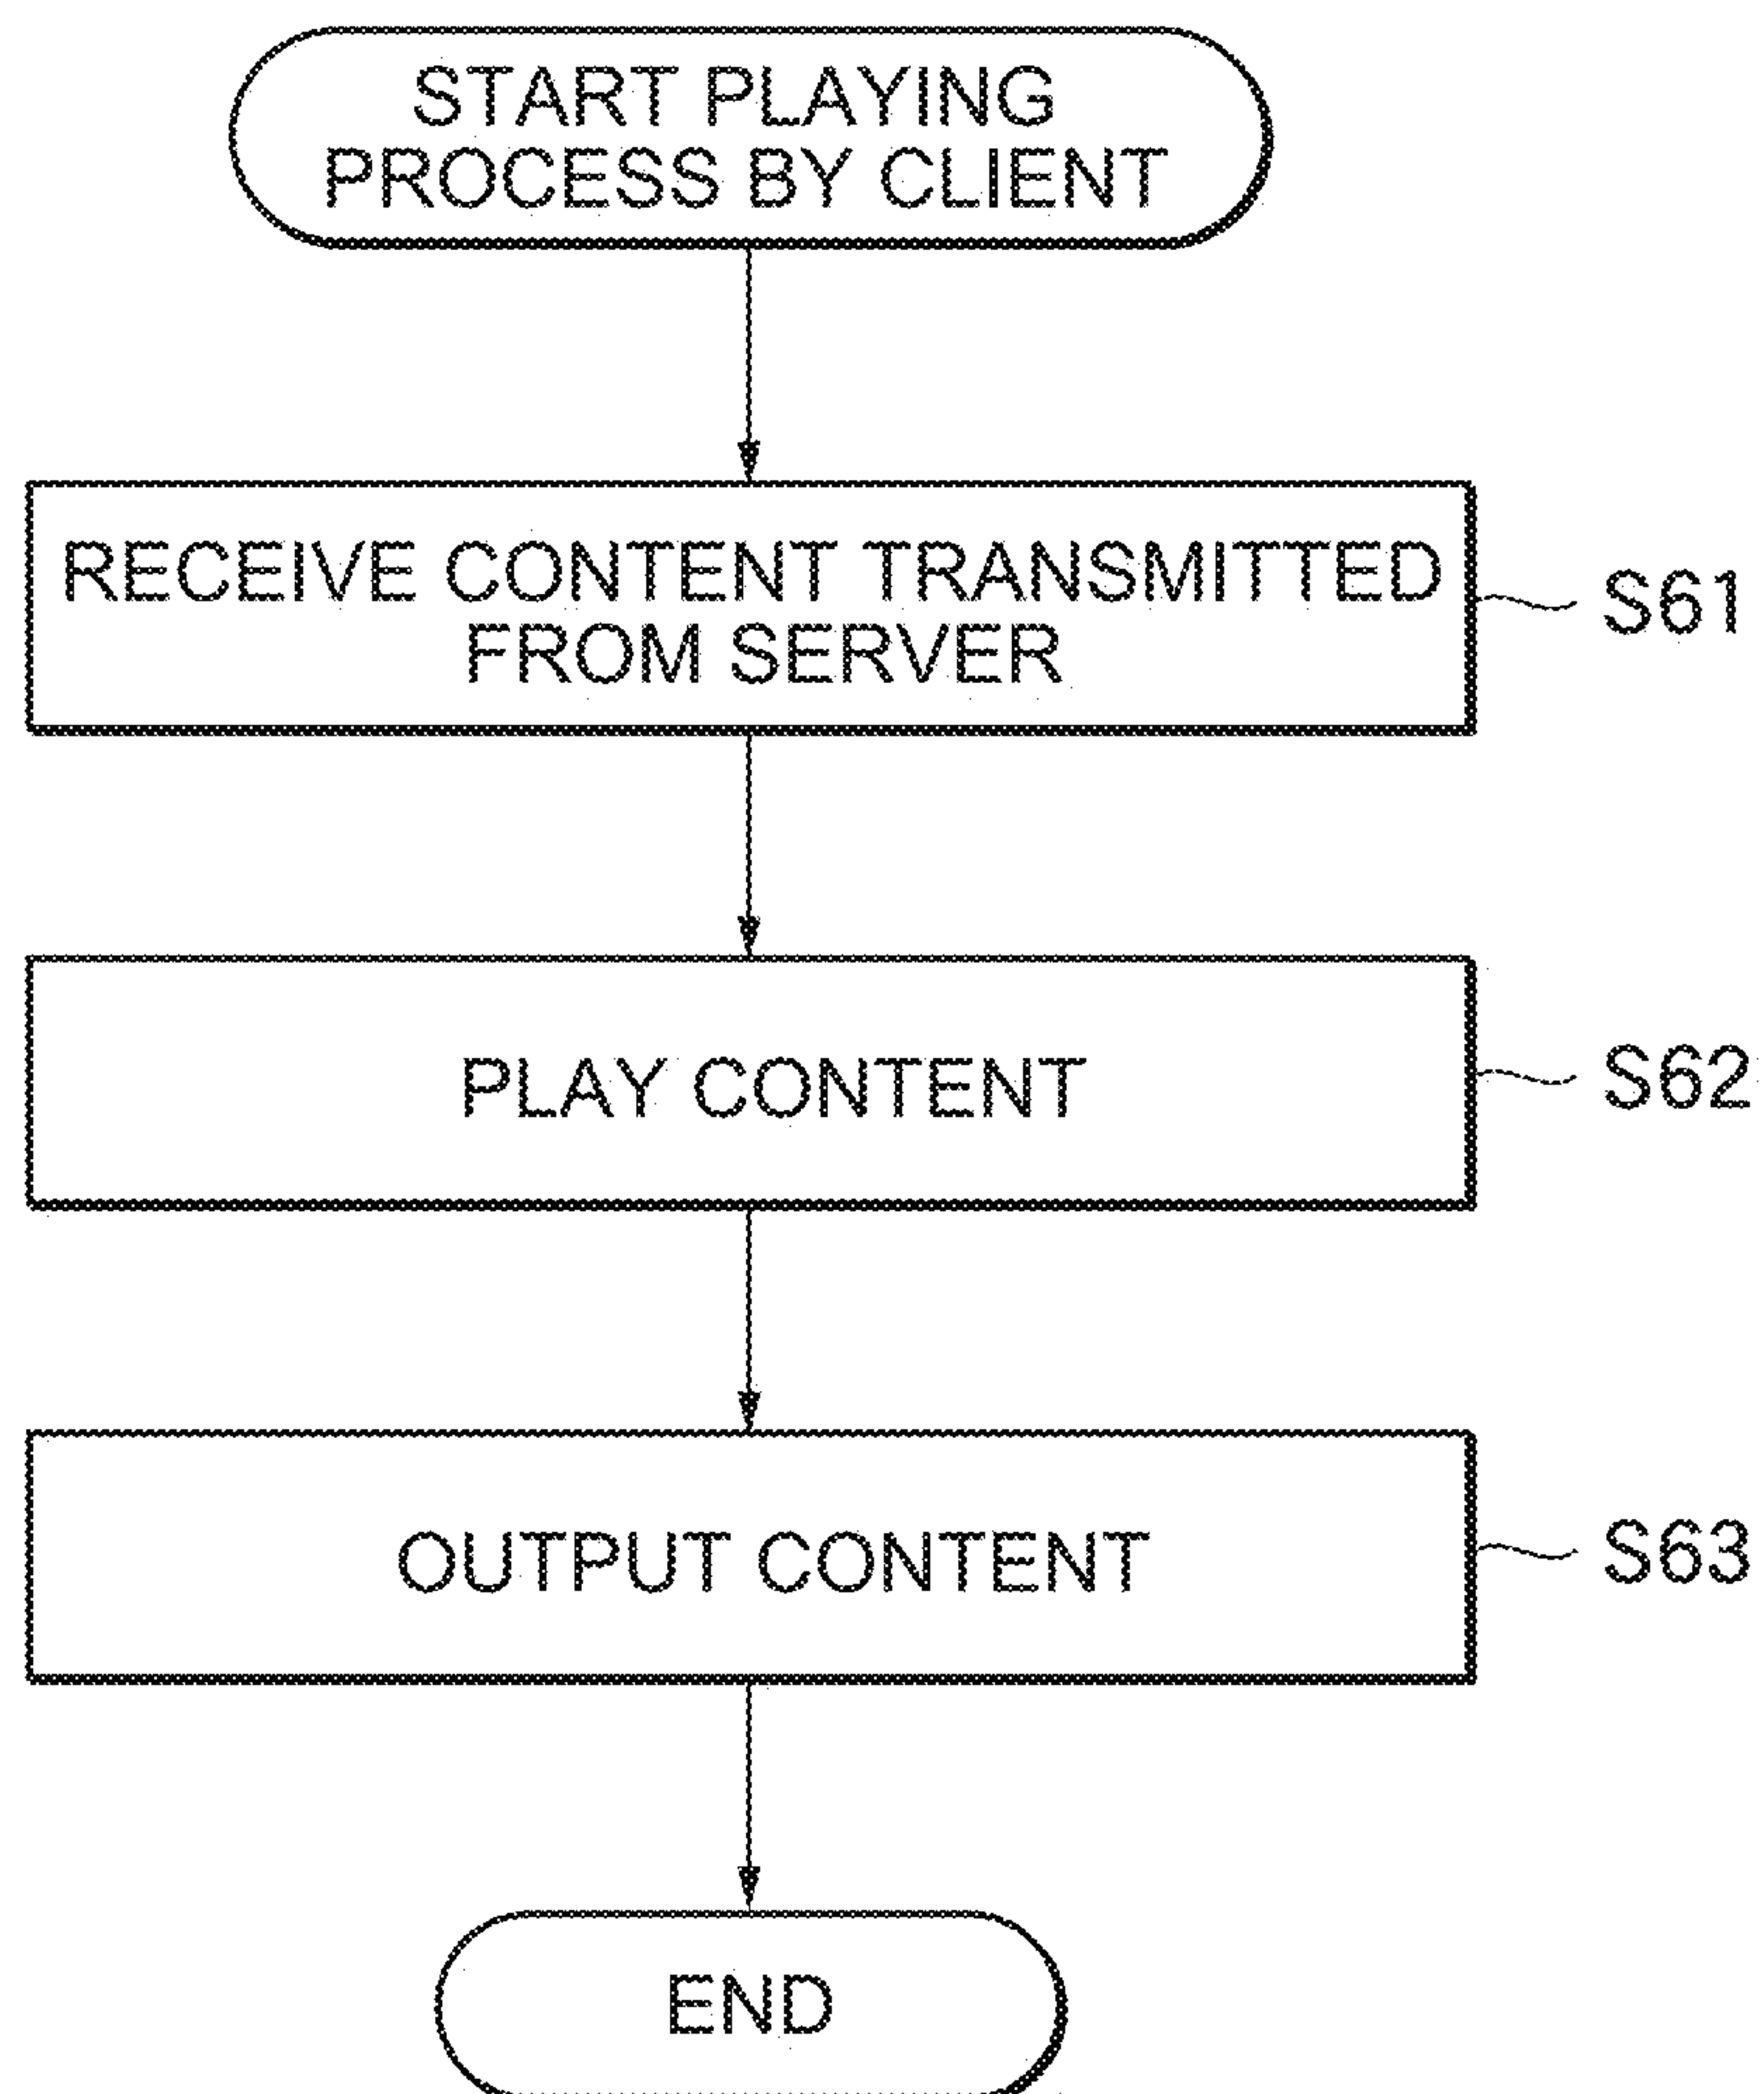 START PLAYING
PROCESS BY CLIENT
RECEIVE CONTENT TRANSMITTED
FROM SERVER
S61
PLAY CONTENT
S62
OUTPUT CONTENT
S63
END